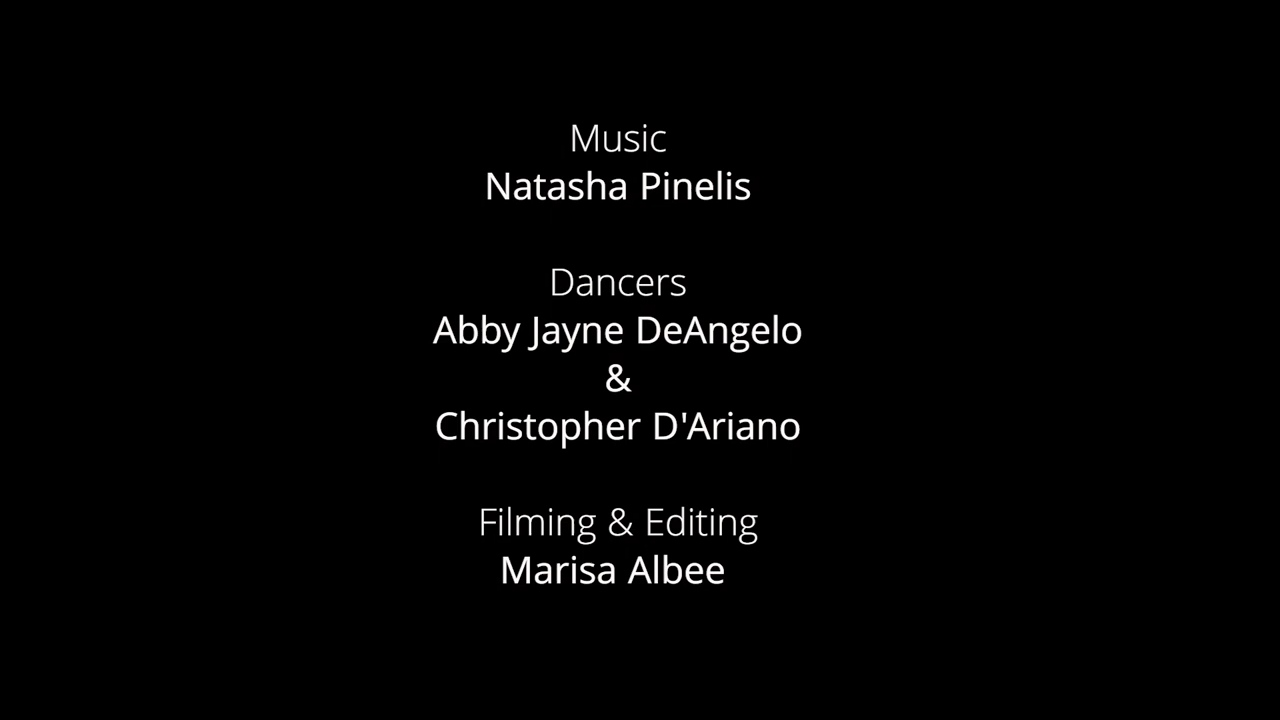 Music
Natasha Pinelis
Dancers
Abby Jayne DeAngelo
&
Christopher D'Ariano
Filming & Editing
Marisa Albee